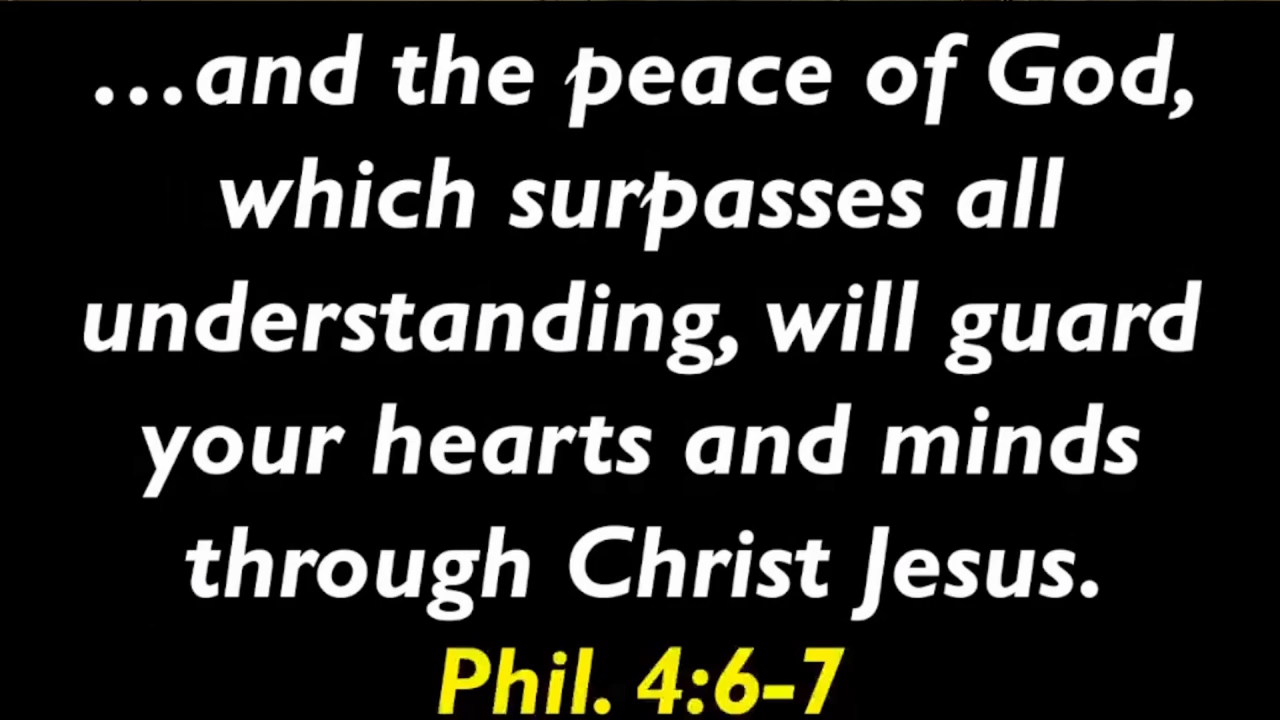 …and the peace of God,
which surpasses all
understanding, will guard
your hearts and minds
through Christ Jesus.
Phil. 4:6-7